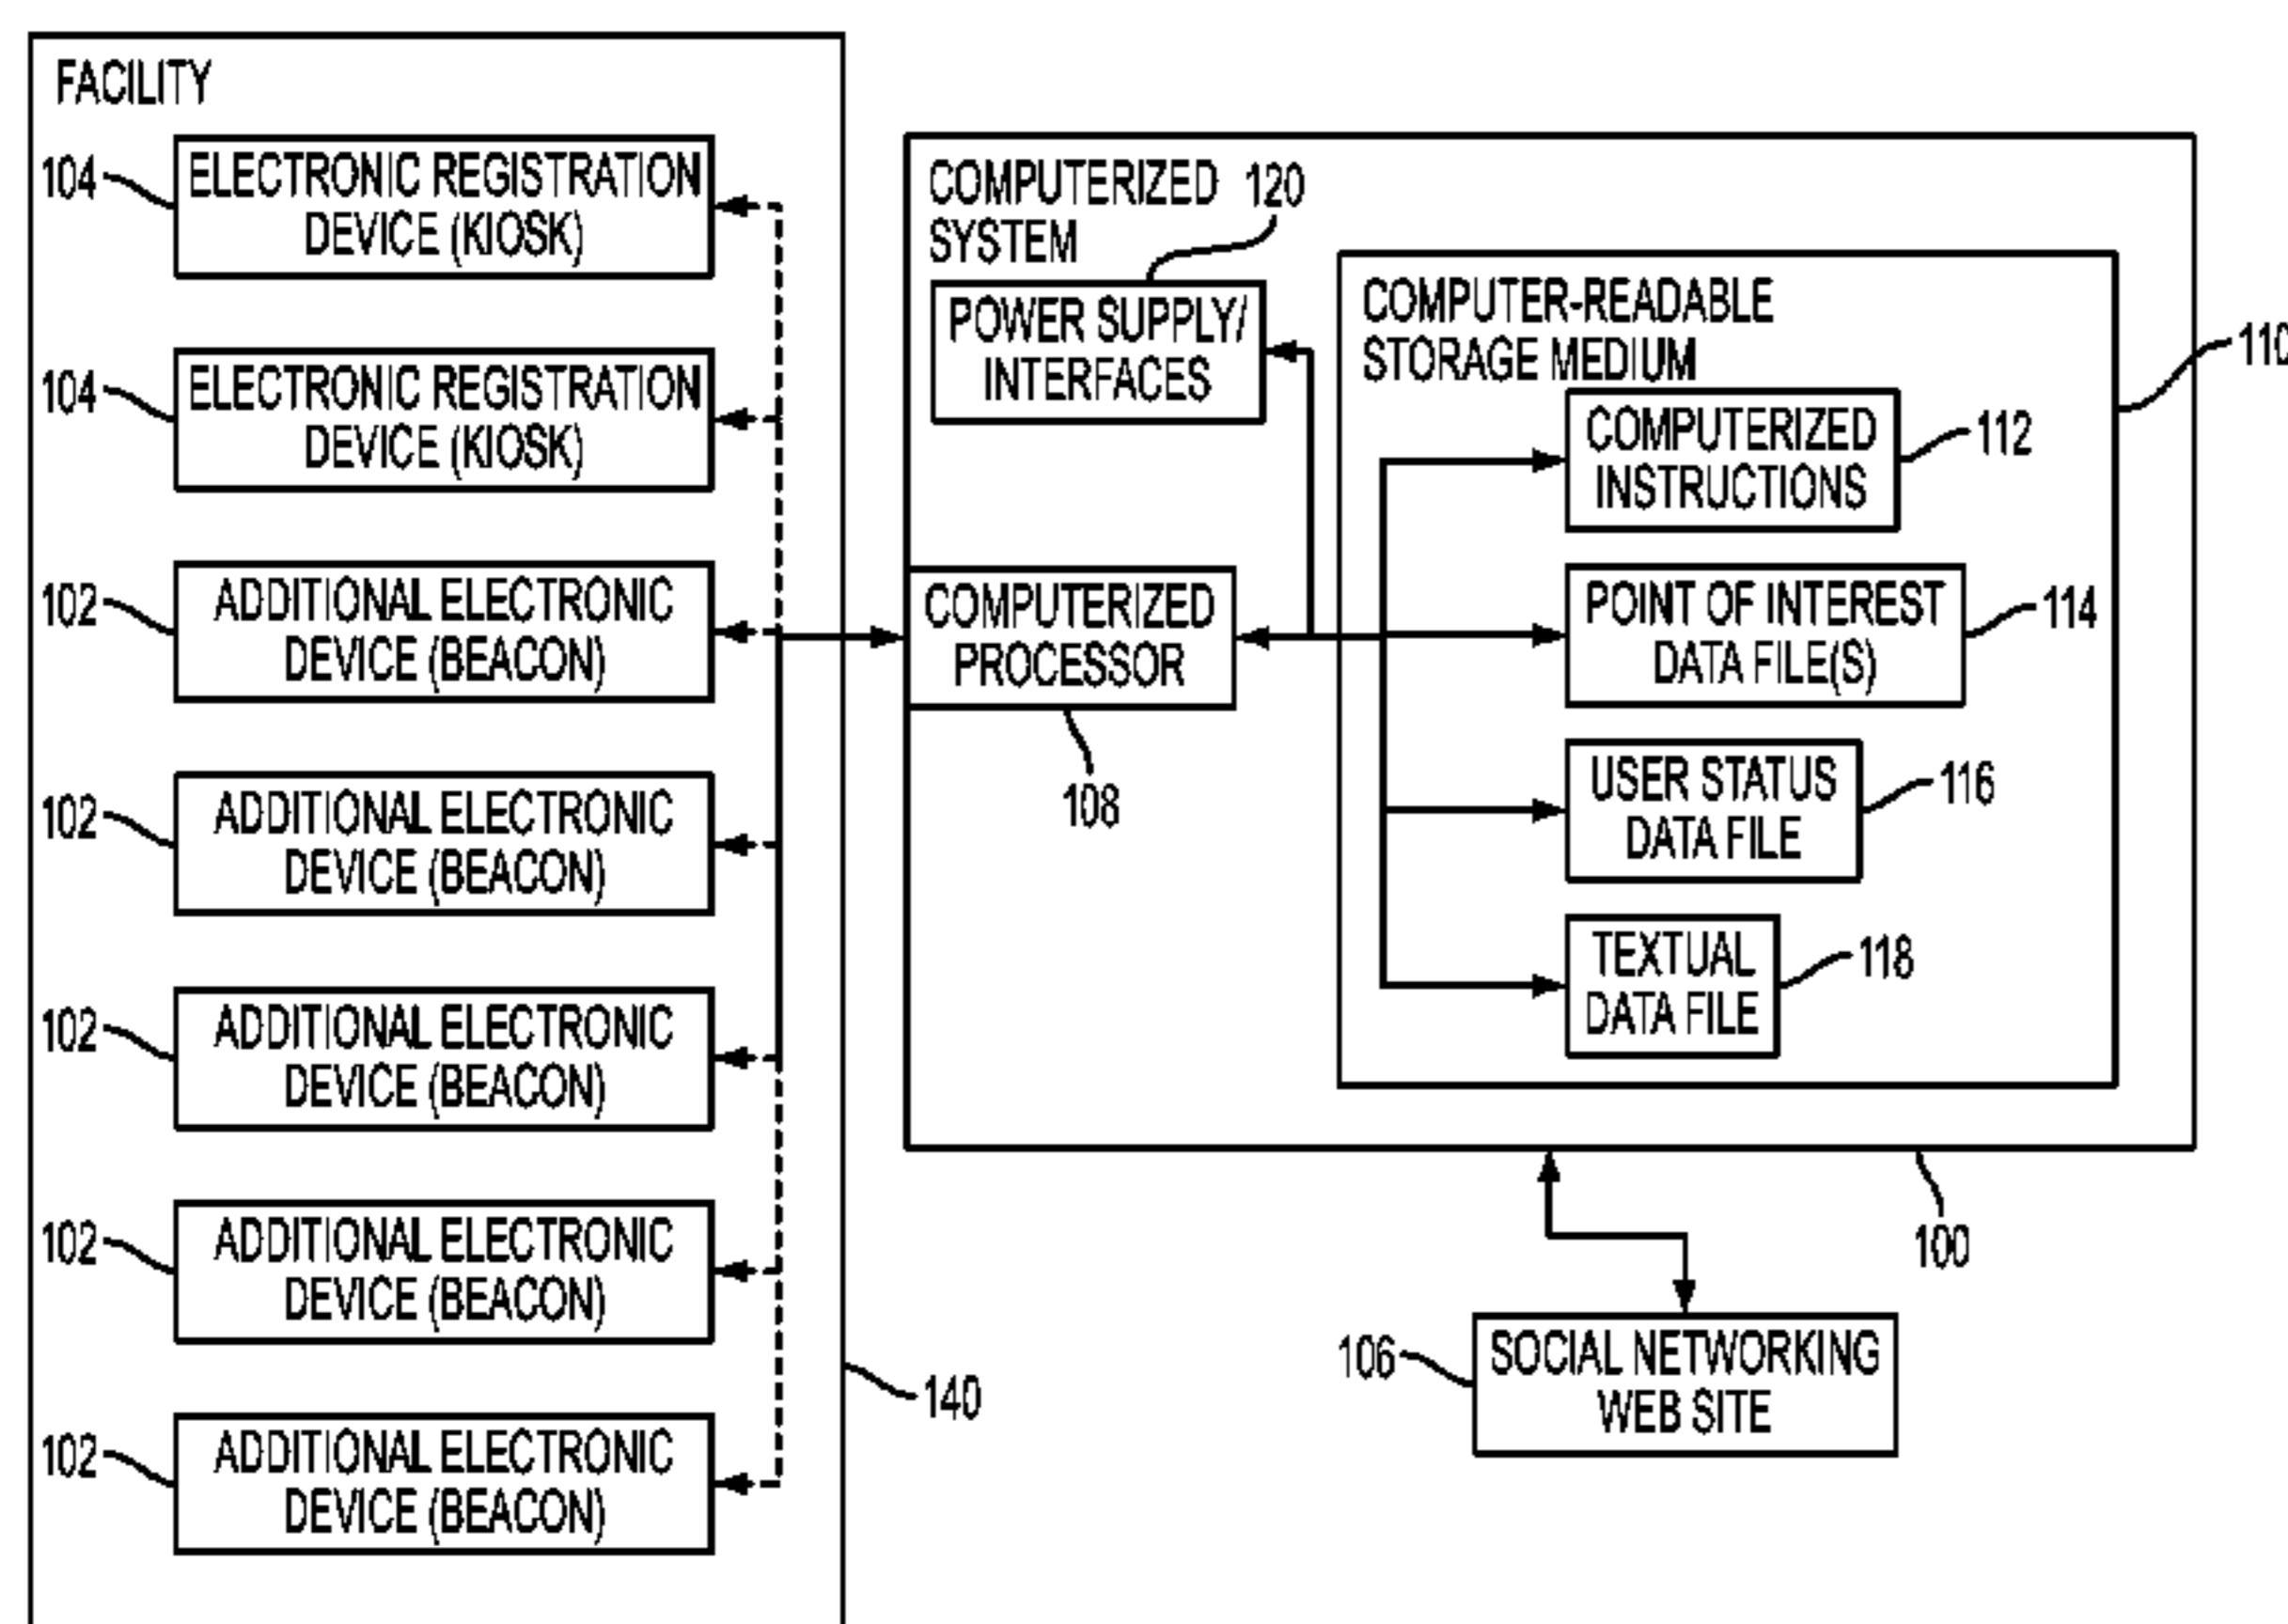 FACILITY
104
ELECTRONIC REGISTRATION
DEVICE (KIOSK)
104
ELECTRONIC REGISTRATION
DEVICE (KIOSK)
102
ADDITIONAL ELECTRONIC
DEVICE (BEACON)
102
ADDITIONAL ELECTRONIC
DEVICE (BEACON)
102
ADDITIONAL ELECTRONIC
DEVICE (BEACON)
102
ADDITIONAL ELECTRONIC
DEVICE (BEACON)
102
ADDITIONAL ELECTRONIC
DEVICE (BEACON)
140
COMPUTERIZED
SYSTEM
120
POWER SUPPLY/
INTERFACES
COMPUTERIZED
PROCESSOR
108
COMPUTER-READABLE
STORAGE MEDIUM
110
COMPUTERIZED
INSTRUCTIONS
112
POINT OF INTEREST
DATA FILE(S)
114
USER STATUS
DATA FILE
116
TEXTUAL
DATA FILE
118
100
106
SOCIAL NETWORKING
WEB SITE